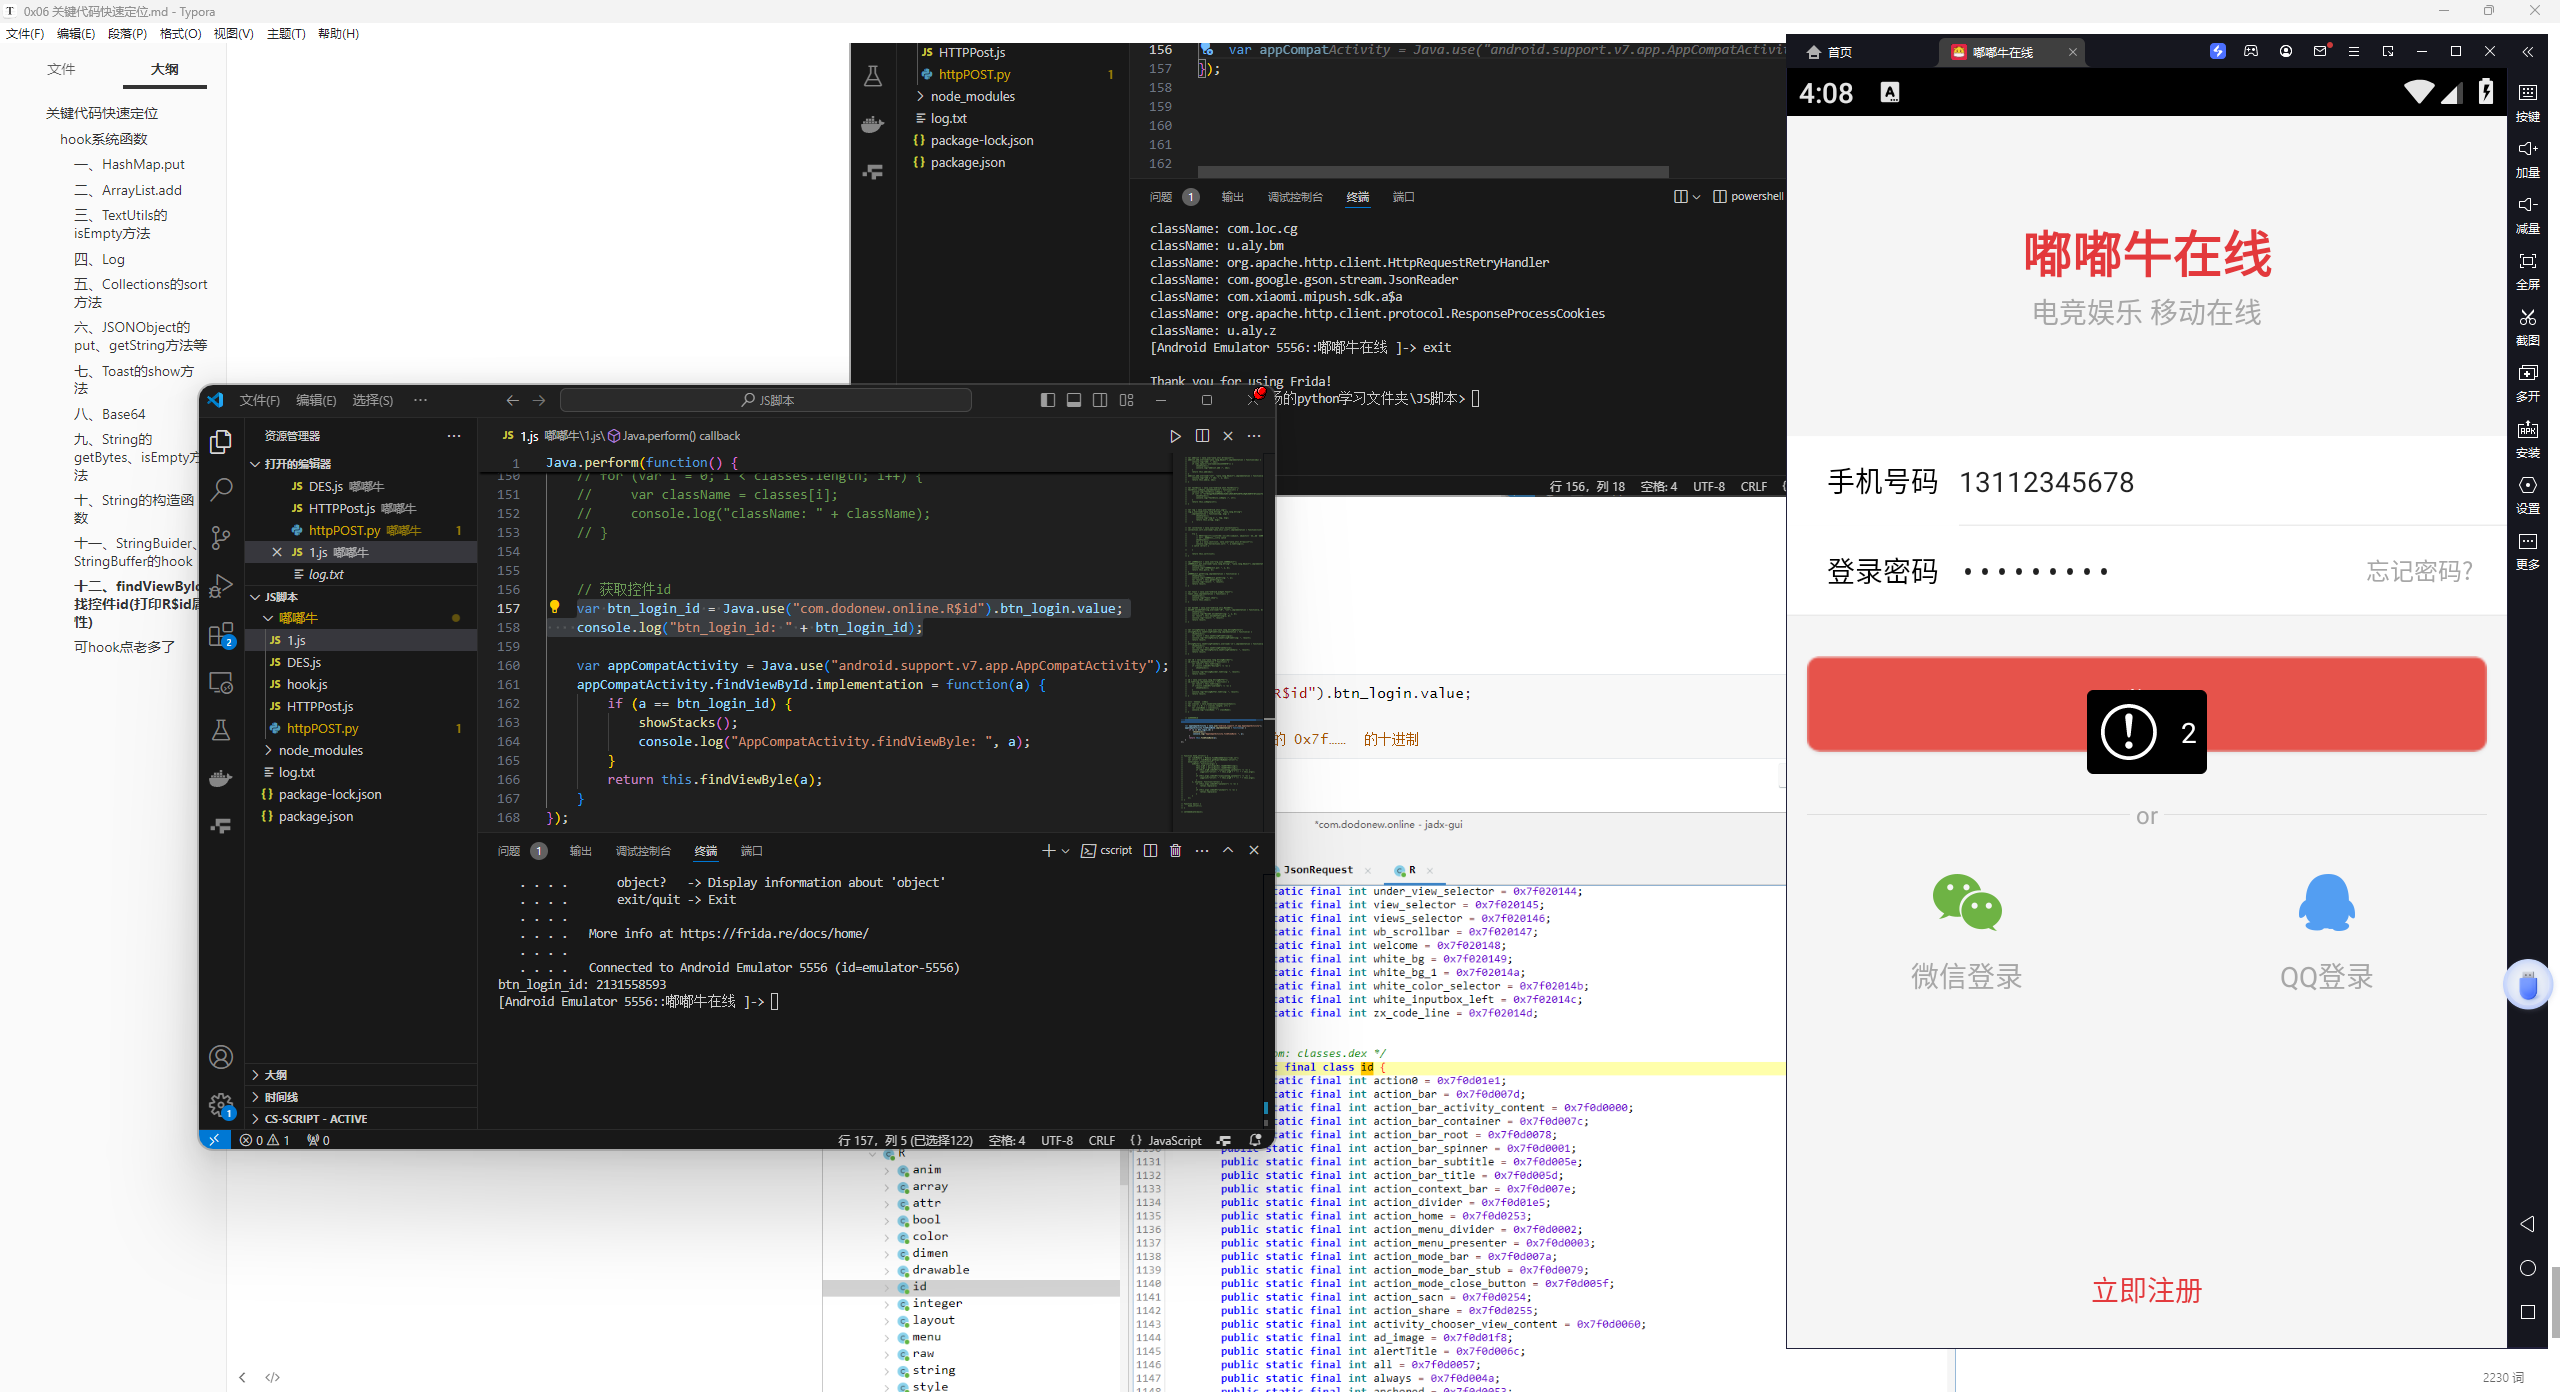 0x06 关键代码快速定位.md - Typora
文件(F) 编辑(E) 段落(P) 格式(O) 视图(V) 主题(T) 帮助(H)
文件 大纲
关键代码快速定位
hook系统函数
一、HashMap.put
二、ArrayList.add
三、TextUtils的
isEmpty方法
四、Log
五、Collections的sort
方法
六、JSONObject的
put、getString方法等
七、Toast的show方
法
八、Base64
九、String的
getBytes、isEmpty方
法
十、String的构造函
数
十一、StringBuider、
StringBuffer的hook
十二、findViewById
找控件id(打印R$id属
性)
可hook点老多了
2230 词
HTTPPost.js
httpPOST.py 1
node_modules
log.txt
package-lock.json
package.json
156 var appCompatActivity = Java.use("android.support.v7.app.AppCompatActivi
157 });
158
159
160
161
162
问题 1 输出 调试控制台 终端 端口 powershell
className: com.loc.cg
className: u.aly.bm
className: org.apache.http.client.HttpRequestRetryHandler
className: com.google.gson.stream.JsonReader
className: com.xiaomi.mipush.sdk.a$a
className: org.apache.http.client.protocol.ResponseProcessCookies
className: u.aly.z
[Android Emulator 5556::嘟嘟牛在线 ]-> exit
Thank you for using Frida!
的python学习文件夹\JS脚本>
行 156，列 18 空格: 4 UTF-8 CRLF
文件(F) 编辑(E) 选择(S) ··· JS脚本
资源管理器
打开的编辑器
DES.js 嘟嘟牛
HTTPPost.js 嘟嘟牛
httpPOST.py 嘟嘟牛 1
1.js 嘟嘟牛
log.txt
JS脚本
嘟嘟牛
1.js
DES.js
hook.js
HTTPPost.js
httpPOST.py 1
node_modules
log.txt
package-lock.json
package.json
大纲
时间线
CS-SCRIPT - ACTIVE
2
1
JS 1.js 嘟嘟牛\1.js\ Java.perform() callback
1 Java.perform(function() {
150 // for (var i = 0; i < classes.length; i++) {
151 //     var className = classes[i];
152 //     console.log("className: " + className);
153 // }
154
155
156 // 获取控件id
157 var btn_login_id = Java.use("com.dodonew.online.R$id").btn_login.value;
158 console.log("btn_login_id: " + btn_login_id);
159
160 var appCompatActivity = Java.use("android.support.v7.app.AppCompatActivity");
161 appCompatActivity.findViewById.implementation = function(a) {
162 if (a == btn_login_id) {
163 showStacks();
164 console.log("AppCompatActivity.findViewByle: ", a);
165 }
166 return this.findViewByle(a);
167 }
168 });
问题 1 输出 调试控制台 终端 端口 cscript
. . . .   object?   -> Display information about 'object'
. . . .   exit/quit -> Exit
. . . .
. . . .   More info at https://frida.re/docs/home/
. . . .
. . . .   Connected to Android Emulator 5556 (id=emulator-5556)
btn_login_id: 2131558593
[Android Emulator 5556::嘟嘟牛在线 ]->
0 1 0 行 157，列 5 (已选择122) 空格: 4 UTF-8 CRLF {} JavaScript
R$id").btn_login.value;
的 0x7f…… 的十进制
*com.dodonew.online - jadx-gui
JsonRequest R
tatic final int under_view_selector = 0x7f020144;
tatic final int view_selector = 0x7f020145;
tatic final int views_selector = 0x7f020146;
tatic final int wb_scrollbar = 0x7f020147;
tatic final int welcome = 0x7f020148;
tatic final int white_bg = 0x7f020149;
tatic final int white_bg_1 = 0x7f02014a;
tatic final int white_color_selector = 0x7f02014b;
tatic final int white_inputbox_left = 0x7f02014c;
tatic final int zx_code_line = 0x7f02014d;
om: classes.dex */
final class id {
tatic final int action0 = 0x7f0d01e1;
tatic final int action_bar = 0x7f0d007d;
tatic final int action_bar_activity_content = 0x7f0d0000;
tatic final int action_bar_container = 0x7f0d007c;
tatic final int action_bar_root = 0x7f0d0078;
tatic final int action_bar_spinner = 0x7f0d0001;
1131 public static final int action_bar_subtitle = 0x7f0d005e;
1132 public static final int action_bar_title = 0x7f0d005d;
1133 public static final int action_context_bar = 0x7f0d007e;
1134 public static final int action_divider = 0x7f0d01e5;
1135 public static final int action_home = 0x7f0d0253;
1136 public static final int action_menu_divider = 0x7f0d0002;
1137 public static final int action_menu_presenter = 0x7f0d0003;
1138 public static final int action_mode_bar = 0x7f0d007a;
1139 public static final int action_mode_bar_stub = 0x7f0d0079;
1140 public static final int action_mode_close_button = 0x7f0d005f;
1141 public static final int action_sacn = 0x7f0d0254;
1142 public static final int action_share = 0x7f0d0255;
1143 public static final int activity_chooser_view_content = 0x7f0d0060;
1144 public static final int ad_image = 0x7f0d01f8;
1145 public static final int alertTitle = 0x7f0d006c;
1146 public static final int all = 0x7f0d0057;
1147 public static final int always = 0x7f0d004a;
R
anim
array
attr
bool
color
dimen
drawable
id
integer
layout
menu
raw
string
style
首页 嘟嘟牛在线
4:08
嘟嘟牛在线
电竞娱乐 移动在线
手机号码 13112345678
登录密码 ········· 忘记密码?
2
or
微信登录 QQ登录
立即注册
按键
加量
减量
全屏
截图
多开
安装
设置
更多